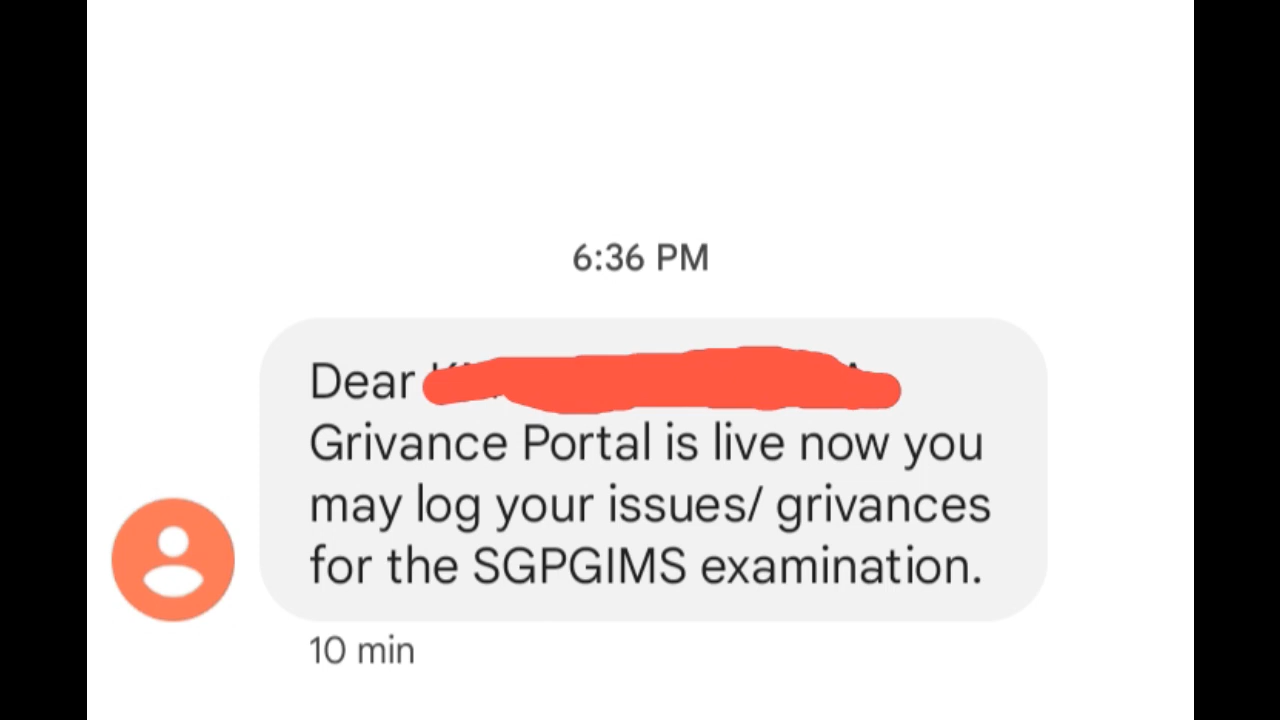 6:36 PM
Dear
Grivance Portal is live now you
may log your issues/ grivances
for the SGPGIMS examination.
10 min